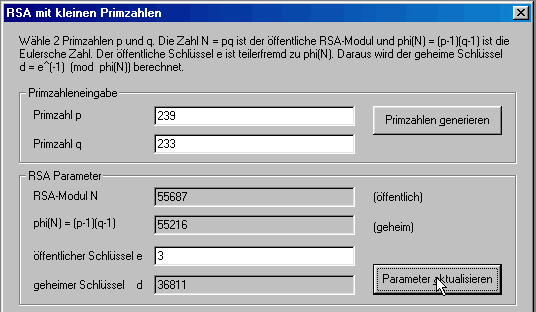 RSA mit kleinen Primzahlen
Wähle 2 Primzahlen p und q. Die Zahl N = pq ist der öffentliche RSA-Modul und phi(N) = (p-1)(q-1) ist die
Eulersche Zahl. Der öffentliche Schlüssel e ist teilerfremd zu phi(N). Daraus wird der geheime Schlüssel
d = e^(-1) (mod phi(N)) berechnet.
Primzahleneingabe
Primzahl p 239 Primzahlen generieren
Primzahl q 233
RSA Parameter
RSA-Modul N 55687 (öffentlich)
phi(N) = (p-1)(q-1) 55216 (geheim)
öffentlicher Schlüssel e 3
geheimer Schlüssel d 36811 Parameter aktualisieren